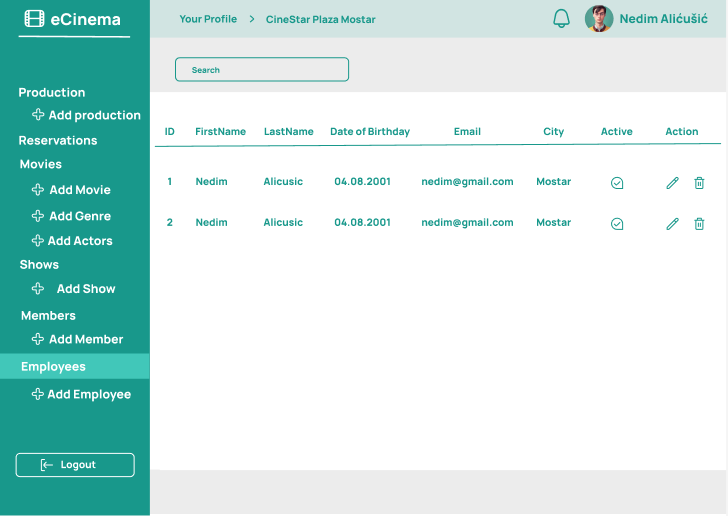 eCinema
Your Profile > CineStar Plaza Mostar
Nedim Alićušić
Search
Production
Add production
Reservations
Movies
Add Movie
Add Genre
Add Actors
Shows
Add Show
Members
Add Member
Employees
Add Employee
Logout
ID FirstName LastName Date of Birthday Email City Active Action
1 Nedim Alicusic 04.08.2001 nedim@gmail.com Mostar
2 Nedim Alicusic 04.08.2001 nedim@gmail.com Mostar